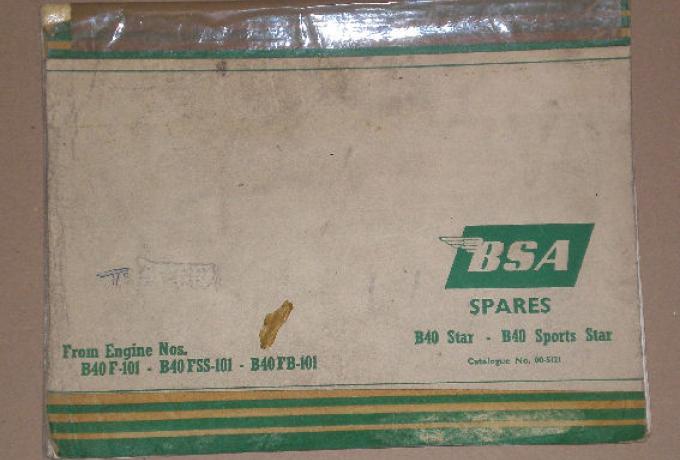 BSA
SPARES
B40 Star - B40 Sports Star
Catalogue No. 00-5121
From Engine Nos.
B40 F-101 - B40 FSS-101 - B40 FB-101